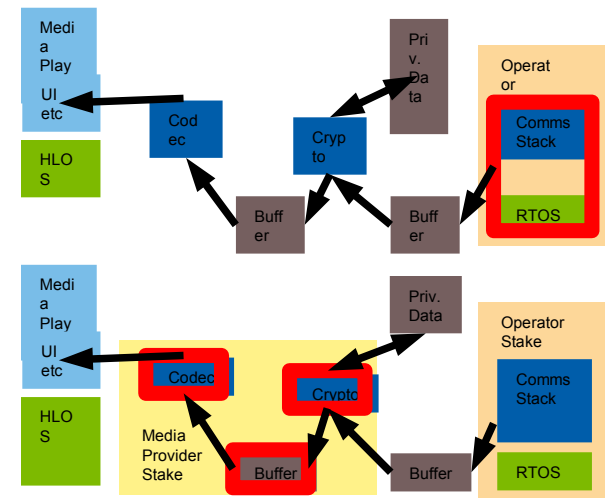 Medi
a
Play
UI
etc
HLO
S
Cod
ec
Buff
er
Cryp
to
Pri
v.
Da
ta
Buff
er
Operat
or
Comms
Stack
RTOS
Medi
a
Play
UI
etc
HLO
S
Codec
Media
Provider
Stake
Buffer
Crypto
Priv.
Data
Buffer
Operator
Stake
Comms
Stack
RTOS